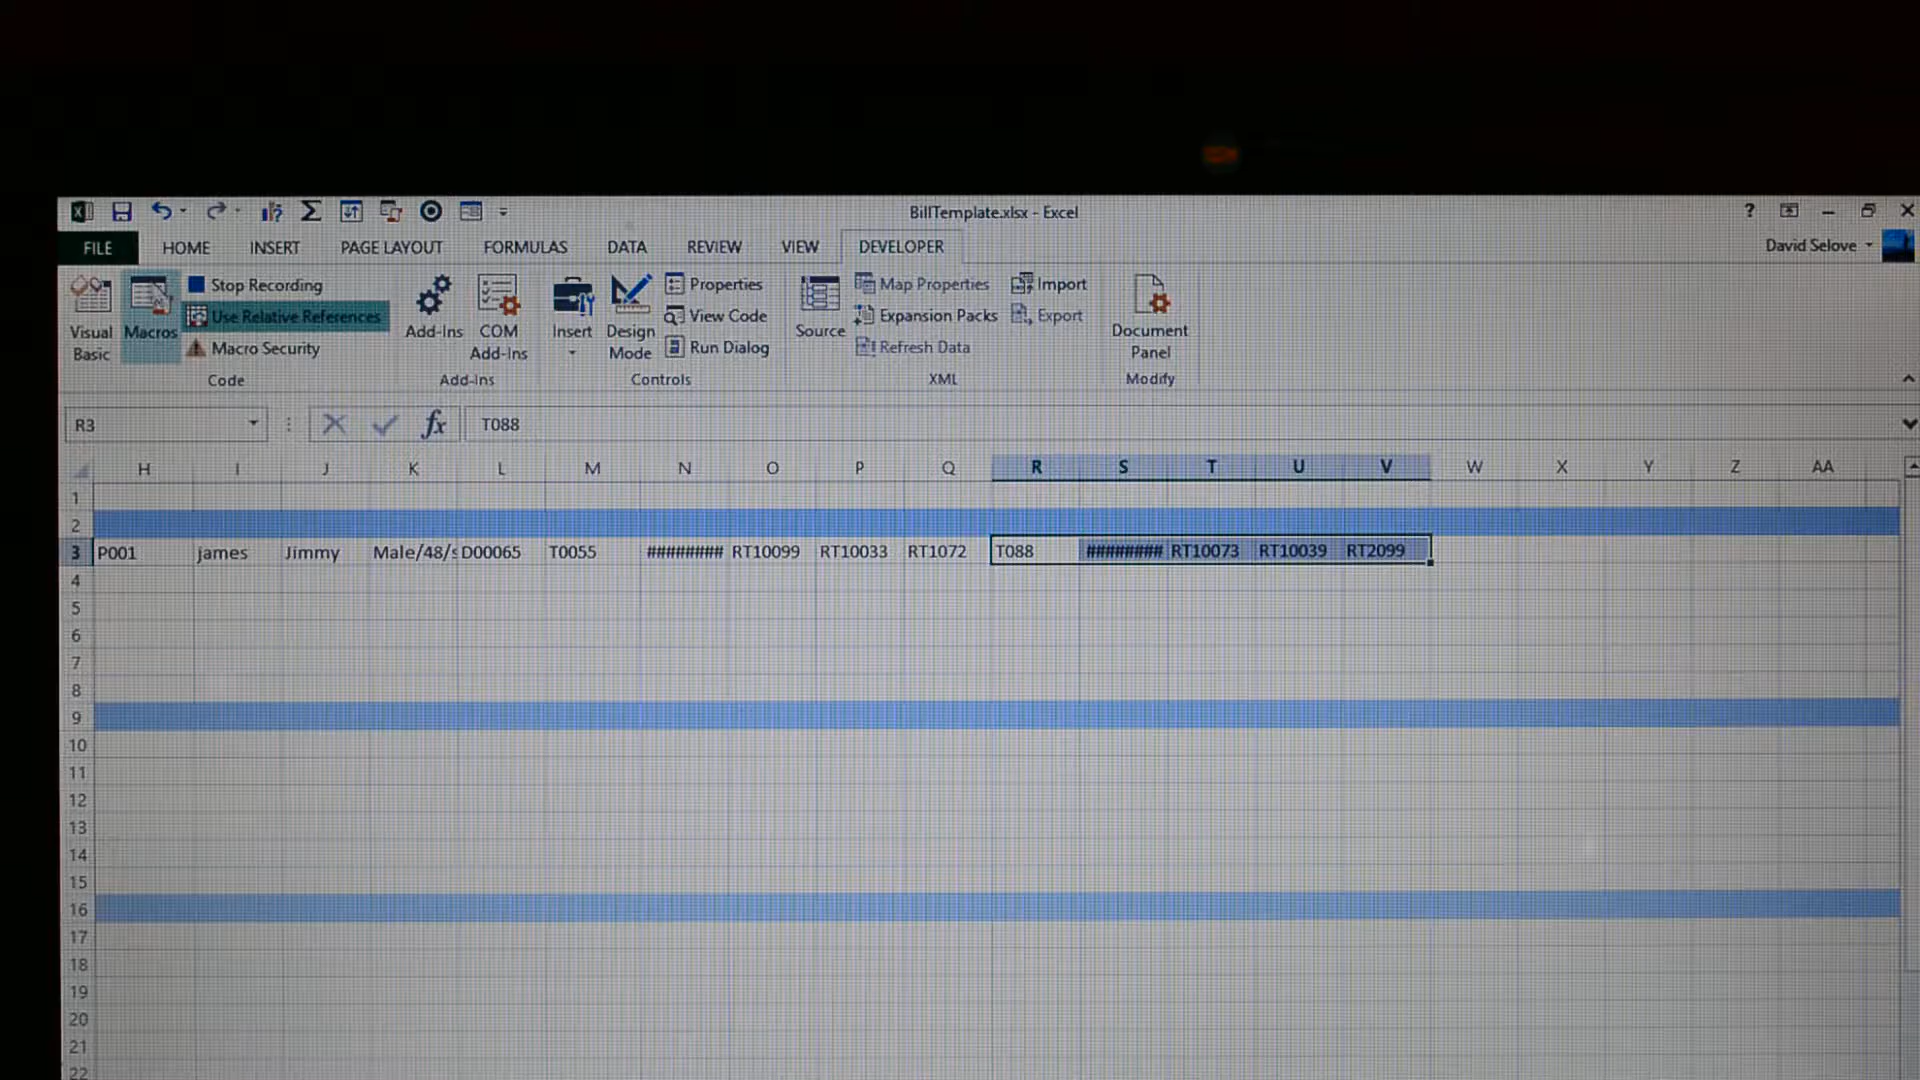 BillTemplate.xlsx - Excel
?
FILE HOME INSERT PAGE LAYOUT FORMULAS DATA REVIEW VIEW DEVELOPER David Selove
Visual Basic
Macros
Stop Recording
Use Relative References
Macro Security
Code
Add-Ins
COM Add-Ins
Add-Ins
Insert
Design Mode
Properties
View Code
Run Dialog
Controls
Source
Map Properties
Expansion Packs
Refresh Data
Import
Export
XML
Document Panel
Modify
R3 fx T088
H I J K L M N O P Q R S T U V W X Y Z AA
1
2
3 P001 james Jimmy Male/48/s D00065 T0055 ######## RT10099 RT10033 RT1072 T088 ######## RT10073 RT10039 RT2099
4
5
6
7
8
9
10
11
12
13
14
15
16
17
18
19
20
21
22